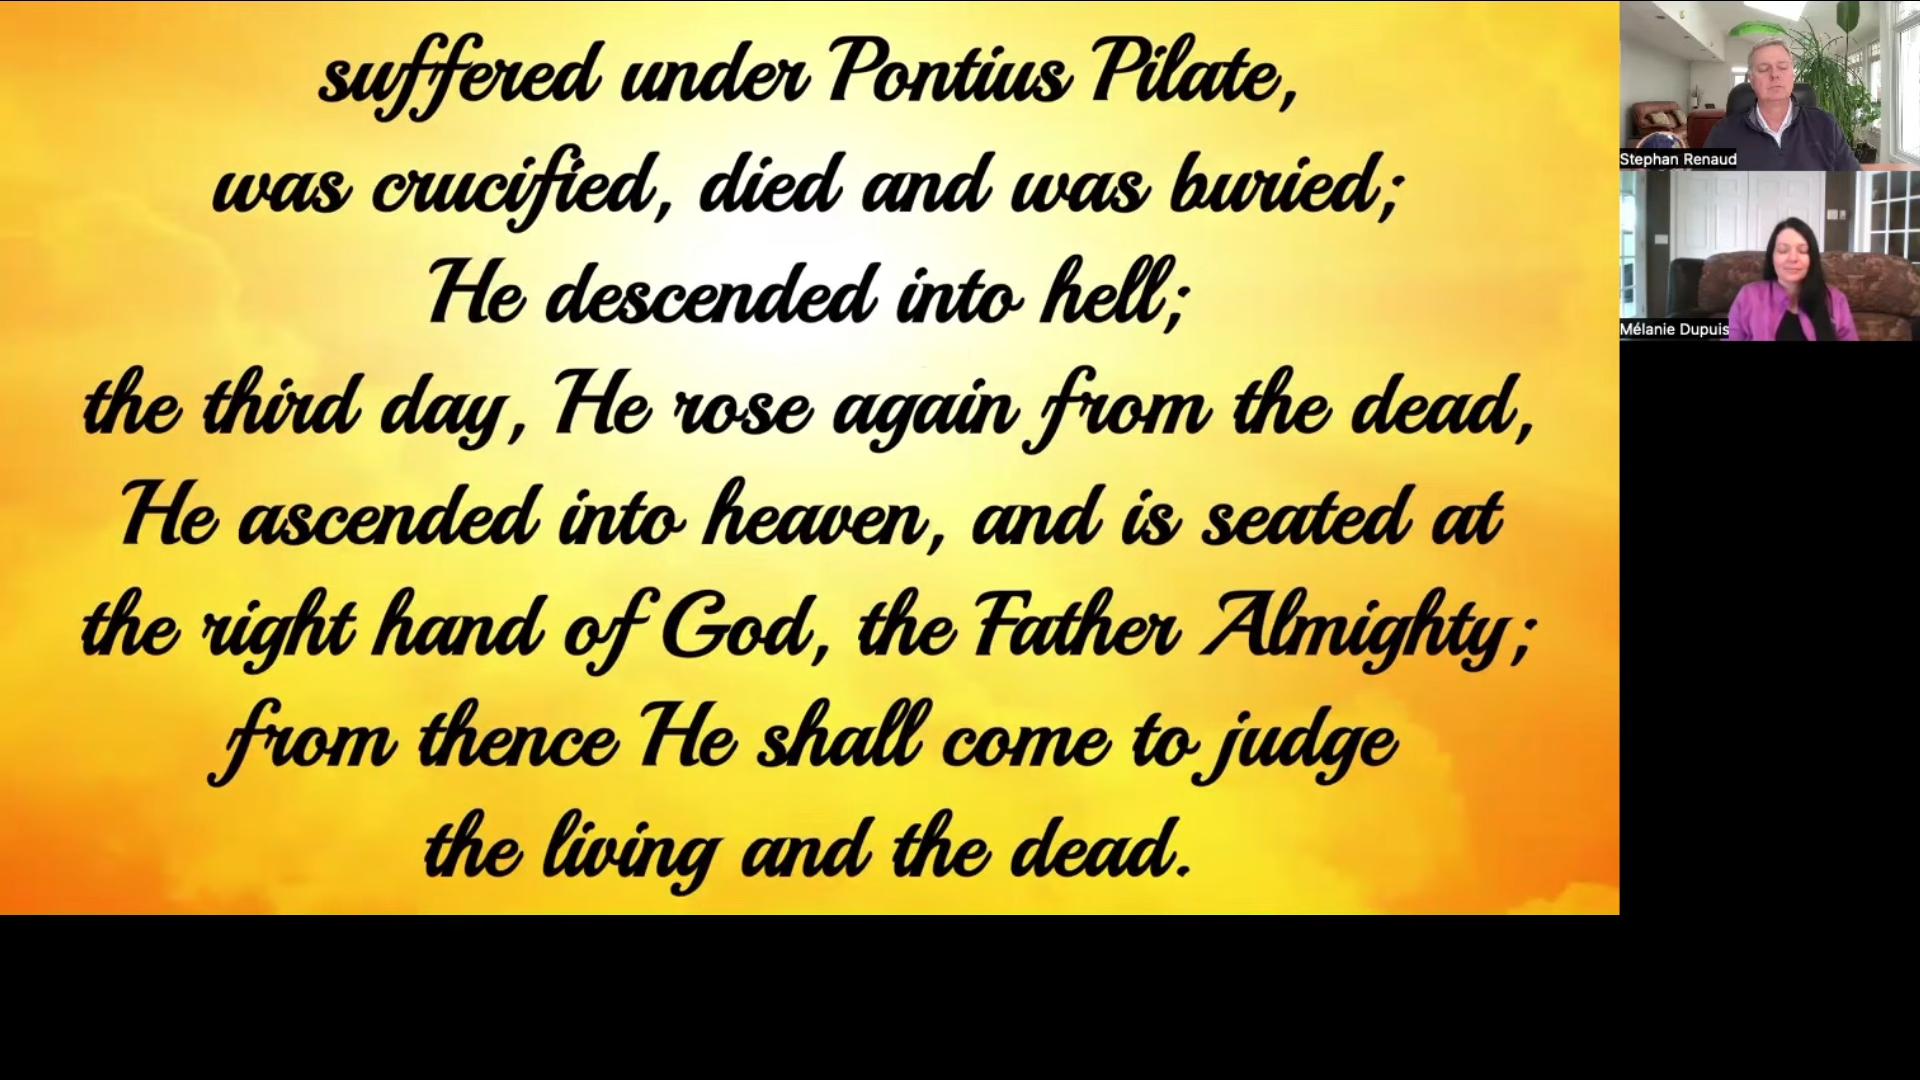 suffered under Pontius Pilate,
was crucified, died and was buried;
He descended into hell;
the third day, He rose again from the dead,
He ascended into heaven, and is seated at
the right hand of God, the Father Almighty;
from thence He shall come to judge
the living and the dead.
Stephan Renaud
Mélanie Dupuis